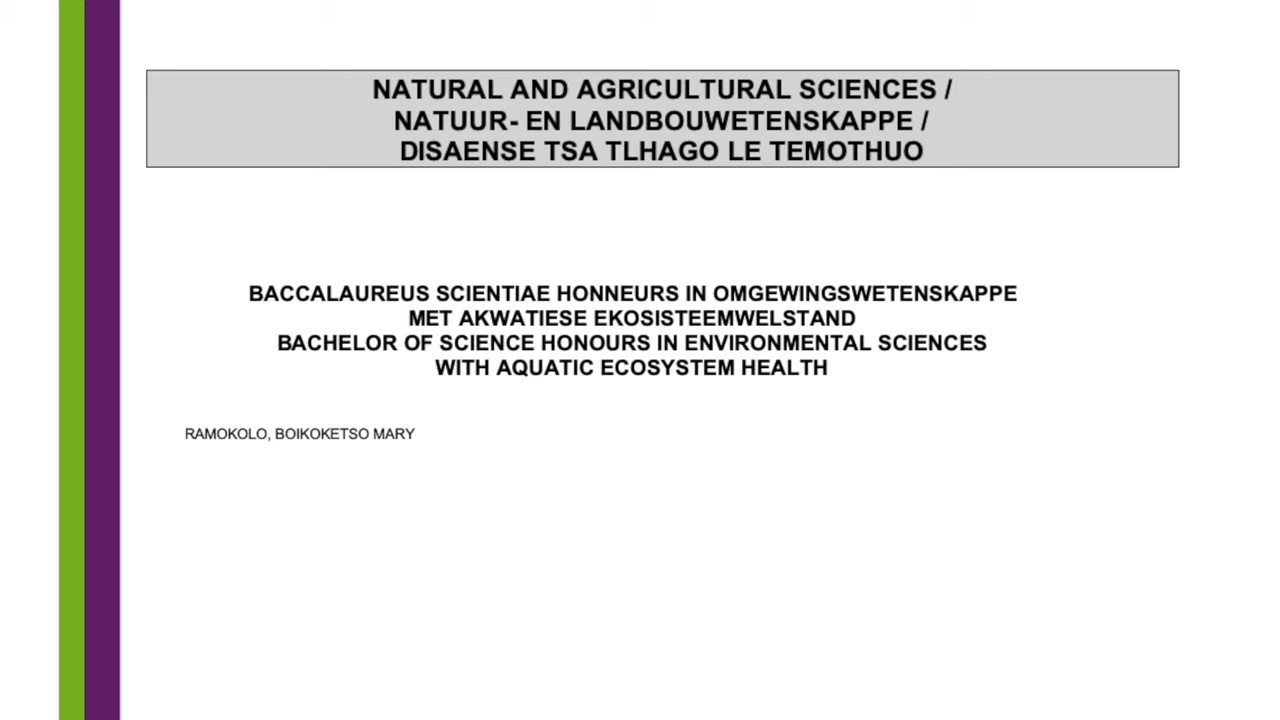 NATURAL AND AGRICULTURAL SCIENCES /
NATUUR- EN LANDBOUWETENSKAPPE /
DISAENSE TSA TLHAGO LE TEMOTHUO
BACCALAUREUS SCIENTIAE HONNEURS IN OMGEWINGSWETENSKAPPE
MET AKWATIESE EKOSISTEEMWELSTAND
BACHELOR OF SCIENCE HONOURS IN ENVIRONMENTAL SCIENCES
WITH AQUATIC ECOSYSTEM HEALTH
RAMOKOLO, BOIKOKETSO MARY